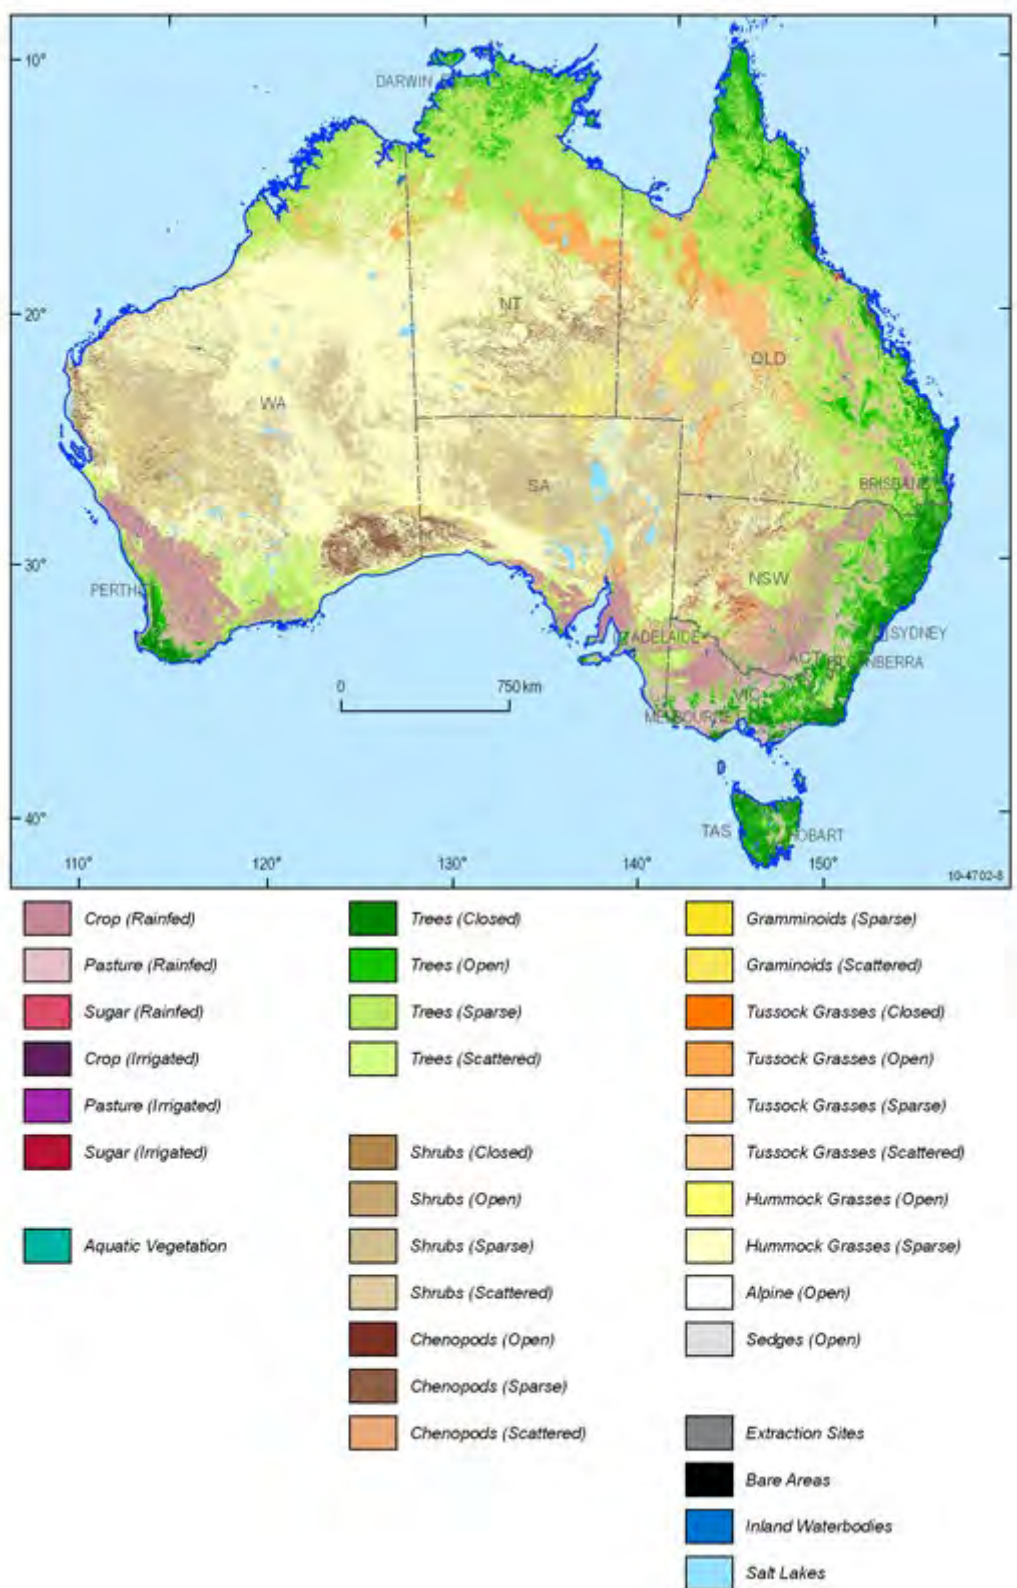 10°
DARWIN
NT
20°
QLD
WA
SA
BRISBANE
30°
NSW
PERTH
ADELAIDE
SYDNEY
ACT
CANBERRA
0 750 km
VIC
MELBOURNE
40°
TAS
HOBART
110° 120° 130° 140° 150°
10-4702-8
Crop (Rainfed) Trees (Closed) Gramminoids (Sparse)
Pasture (Rainfed) Trees (Open) Graminoids (Scattered)
Sugar (Rainfed) Trees (Sparse) Tussock Grasses (Closed)
Crop (Irrigated) Trees (Scattered) Tussock Grasses (Open)
Pasture (Irrigated) Tussock Grasses (Sparse)
Sugar (Irrigated) Shrubs (Closed) Tussock Grasses (Scattered)
Shrubs (Open) Hummock Grasses (Open)
Aquatic Vegetation Shrubs (Sparse) Hummock Grasses (Sparse)
Shrubs (Scattered) Alpine (Open)
Chenopods (Open) Sedges (Open)
Chenopods (Sparse)
Chenopods (Scattered) Extraction Sites
Bare Areas
Inland Waterbodies
Salt Lakes